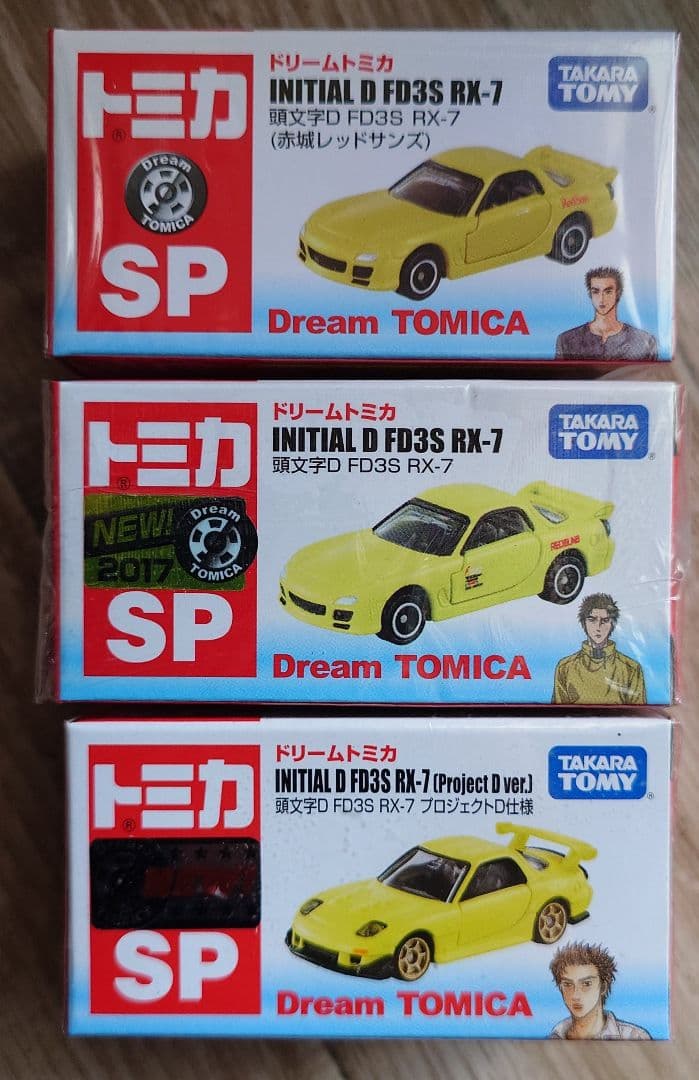 トミカ
Dream
TOMICA
SP
ドリームトミカ
INITIAL D FD3S RX-7
頭文字D FD3S RX-7
(赤城レッドサンズ)
TAKARA
TOMY
Dream TOMICA
トミカ
NEW!
2017
Dream
TOMICA
SP
ドリームトミカ
INITIAL D FD3S RX-7
頭文字D FD3S RX-7
TAKARA
TOMY
REDSUNS
Dream TOMICA
トミカ
SP
ドリームトミカ
INITIAL D FD3S RX-7 (Project D ver.)
頭文字D FD3S RX-7 プロジェクトD仕様
TAKARA
TOMY
Dream TOMICA